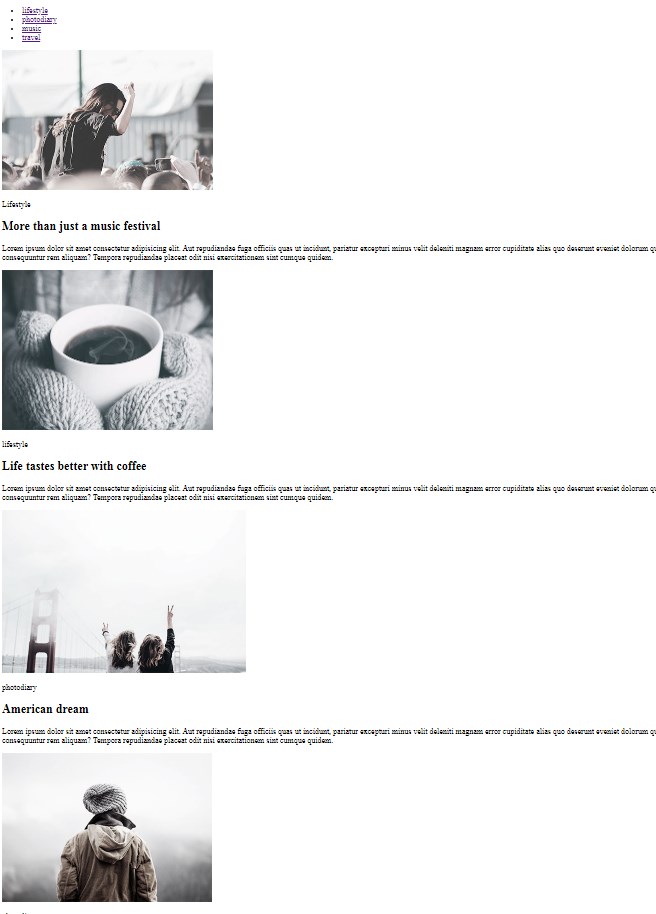 lifestyle
photodiary
music
travel
Lifestyle
More than just a music festival
Lorem ipsum dolor sit amet consectetur adipisicing elit. Aut repudiandae fuga officiis quas ut incidunt, pariatur excepturi minus velit deleniti magnam error cupiditate alias quo deserunt eveniet dolorum
consequuntur rem aliquam? Tempora repudiandae placeat odit nisi exercitationem sint cumque quidem.
lifestyle
Life tastes better with coffee
Lorem ipsum dolor sit amet consectetur adipisicing elit. Aut repudiandae fuga officiis quas ut incidunt, pariatur excepturi minus velit deleniti magnam error cupiditate alias quo deserunt eveniet dolorum
consequuntur rem aliquam? Tempora repudiandae placeat odit nisi exercitationem sint cumque quidem.
photodiary
American dream
Lorem ipsum dolor sit amet consectetur adipisicing elit. Aut repudiandae fuga officiis quas ut incidunt, pariatur excepturi minus velit deleniti magnam error cupiditate alias quo deserunt eveniet dolorum
consequuntur rem aliquam? Tempora repudiandae placeat odit nisi exercitationem sint cumque quidem.